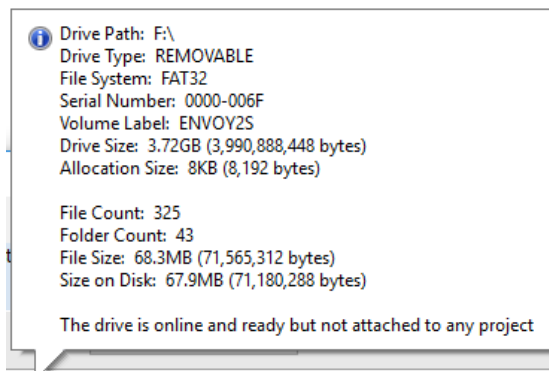 Drive Path: F:\
Drive Type: REMOVABLE
File System: FAT32
Serial Number: 0000-006F
Volume Label: ENVOY2S
Drive Size: 3.72GB (3,990,888,448 bytes)
Allocation Size: 8KB (8,192 bytes)
File Count: 325
Folder Count: 43
File Size: 68.3MB (71,565,312 bytes)
Size on Disk: 67.9MB (71,180,288 bytes)
The drive is online and ready but not attached to any project